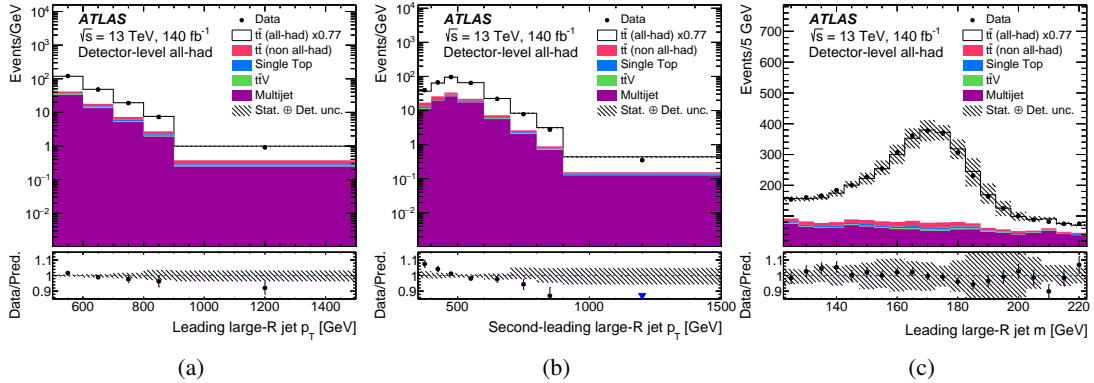 ATLAS
√s = 13 TeV, 140 fb⁻¹
Detector-level all-had
Data
tt̄ (all-had) x0.77
tt̄ (non all-had)
Single Top
tt̄V
Multijet
Stat. ⊕ Det. unc.
Events/GeV
10⁴
10³
10²
10
1
10⁻¹
10⁻²
Data/Pred.
1.1
1
0.9
600 800 1000 1200 1400
Leading large-R jet p_T [GeV]
(a)
ATLAS
√s = 13 TeV, 140 fb⁻¹
Detector-level all-had
Data
tt̄ (all-had) x0.77
tt̄ (non all-had)
Single Top
tt̄V
Multijet
Stat. ⊕ Det. unc.
Events/GeV
10⁴
10³
10²
10
1
10⁻¹
10⁻²
Data/Pred.
1.1
1
0.9
500 1000 1500
Second-leading large-R jet p_T [GeV]
(b)
ATLAS
√s = 13 TeV, 140 fb⁻¹
Detector-level all-had
Data
tt̄ (all-had) x0.77
tt̄ (non all-had)
Single Top
tt̄V
Multijet
Stat. ⊕ Det. unc.
Events/5 GeV
700
600
500
400
300
200
Data/Pred.
1.1
1
0.9
140 160 180 200 220
Leading large-R jet m [GeV]
(c)